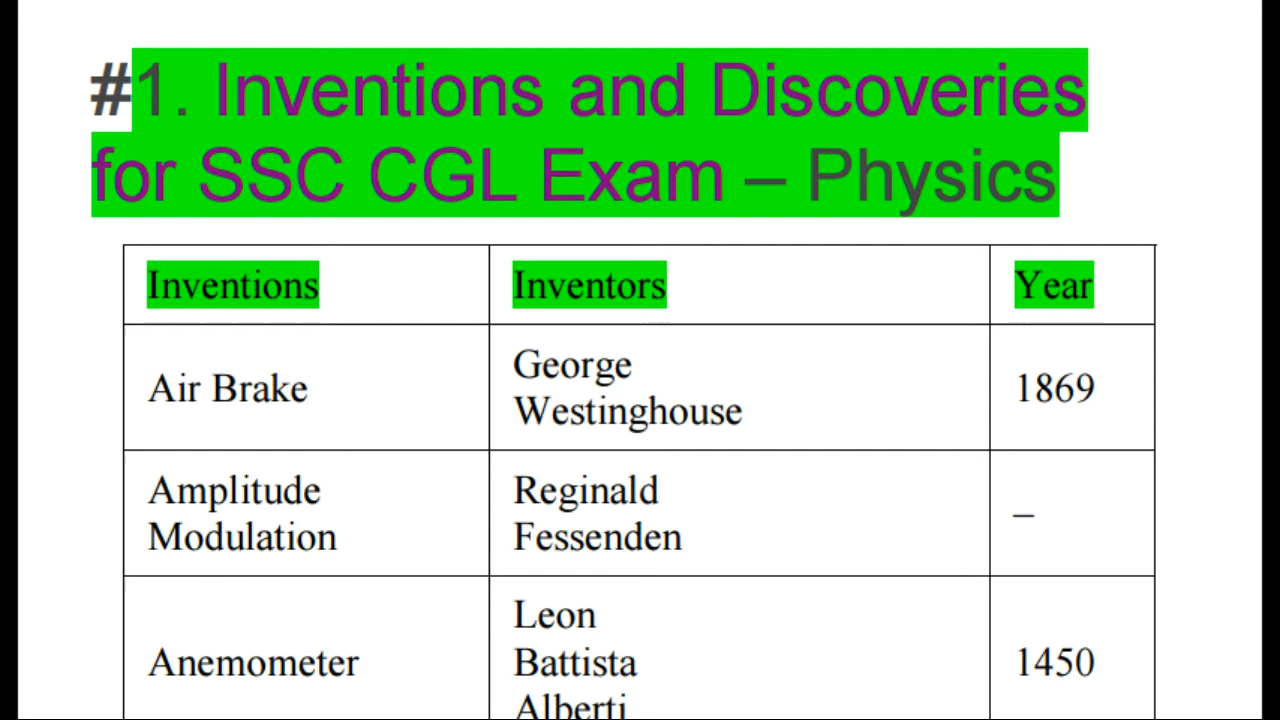 #1. Inventions and Discoveries
for SSC CGL Exam – Physics
Inventions Inventors Year
George
Air Brake 1869
Westinghouse
Amplitude Reginald
–
Modulation Fessenden
Leon
Anemometer Battista 1450
Alberti